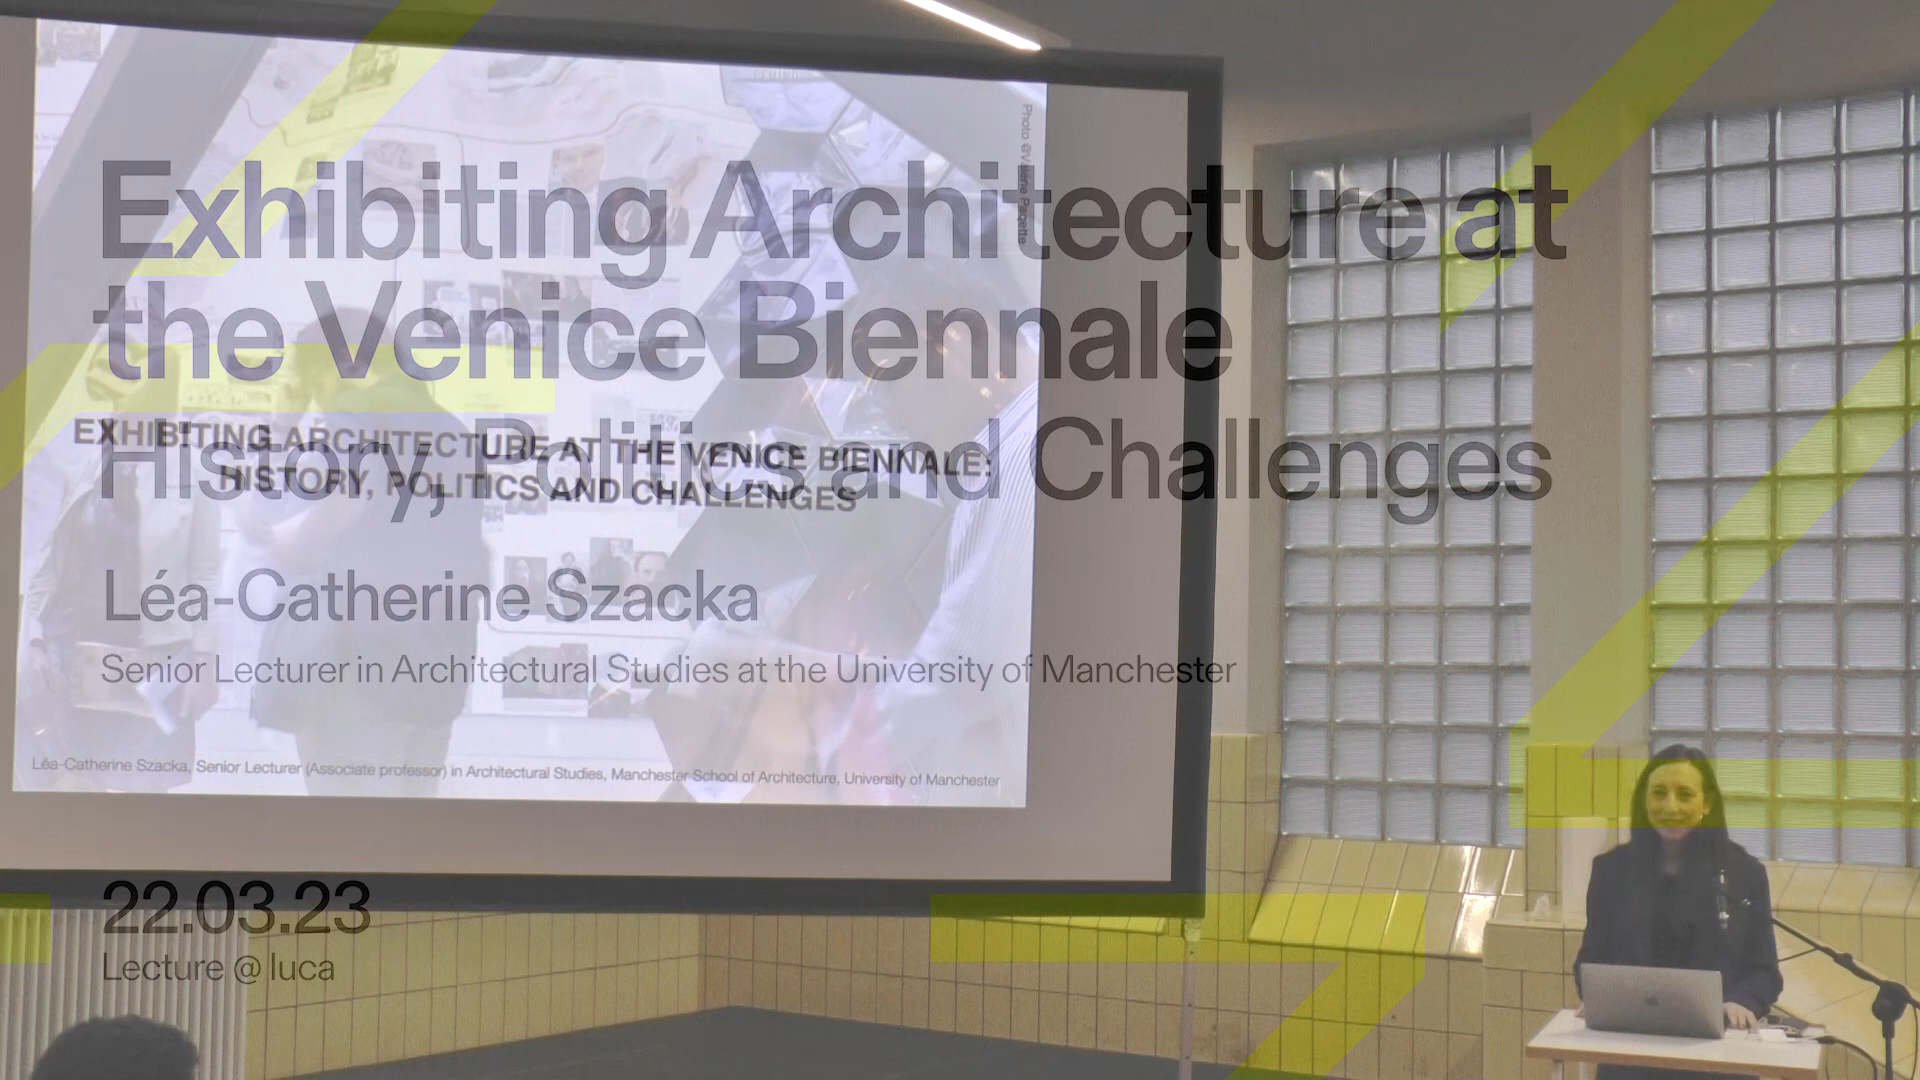 Exhibiting Architecture at
the Venice Biennale
History, Politics and Challenges
Léa-Catherine Szacka
Senior Lecturer in Architectural Studies at the University of Manchester
22.03.23
Lecture @ luca
EXHIBITING ARCHITECTURE AT THE VENICE BIENNALE:
HISTORY, POLITICS AND CHALLENGES
Léa-Catherine Szacka, Senior Lecturer (Associate professor) in Architectural Studies, Manchester School of Architecture, University of Manchester
Photo